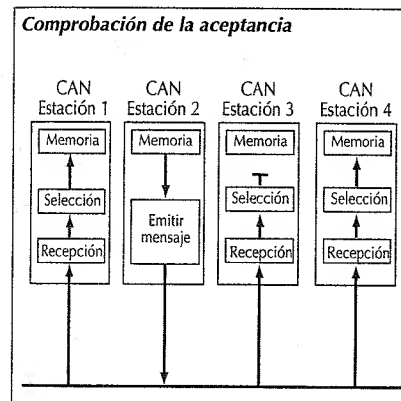 Comprobación de la aceptancia
CAN
Estación 1
CAN
Estación 2
CAN
Estación 3
CAN
Estación 4
Memoria
Memoria
Memoria
Memoria
Selección
Emitir
mensaje
Selección
Selección
Recepción
Recepción
Recepción